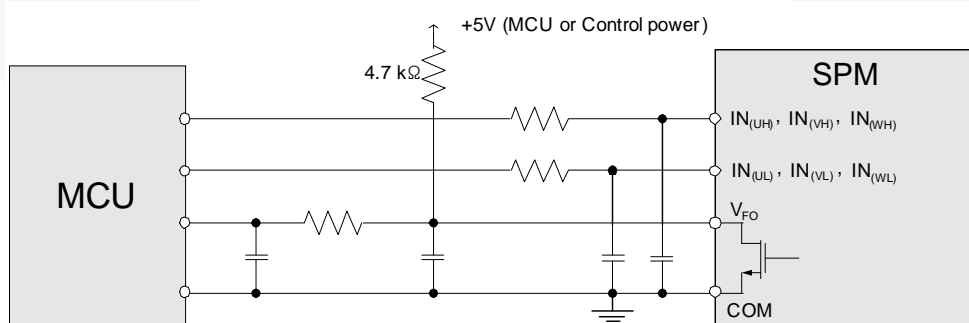 +5V (MCU or Control power)
4.7 kΩ
SPM
IN(UH), IN(VH), IN(WH)
IN(UL), IN(VL), IN(WL)
MCU
VFO
COM